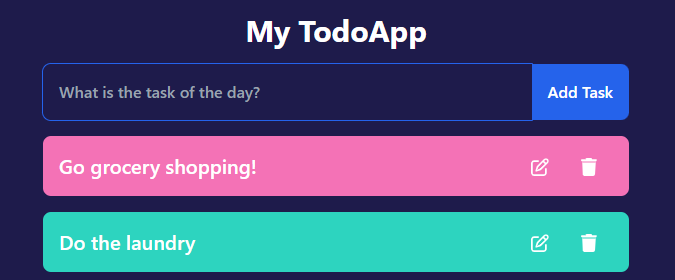 My TodoApp
What is the task of the day?
Add Task
Go grocery shopping!
Do the laundry